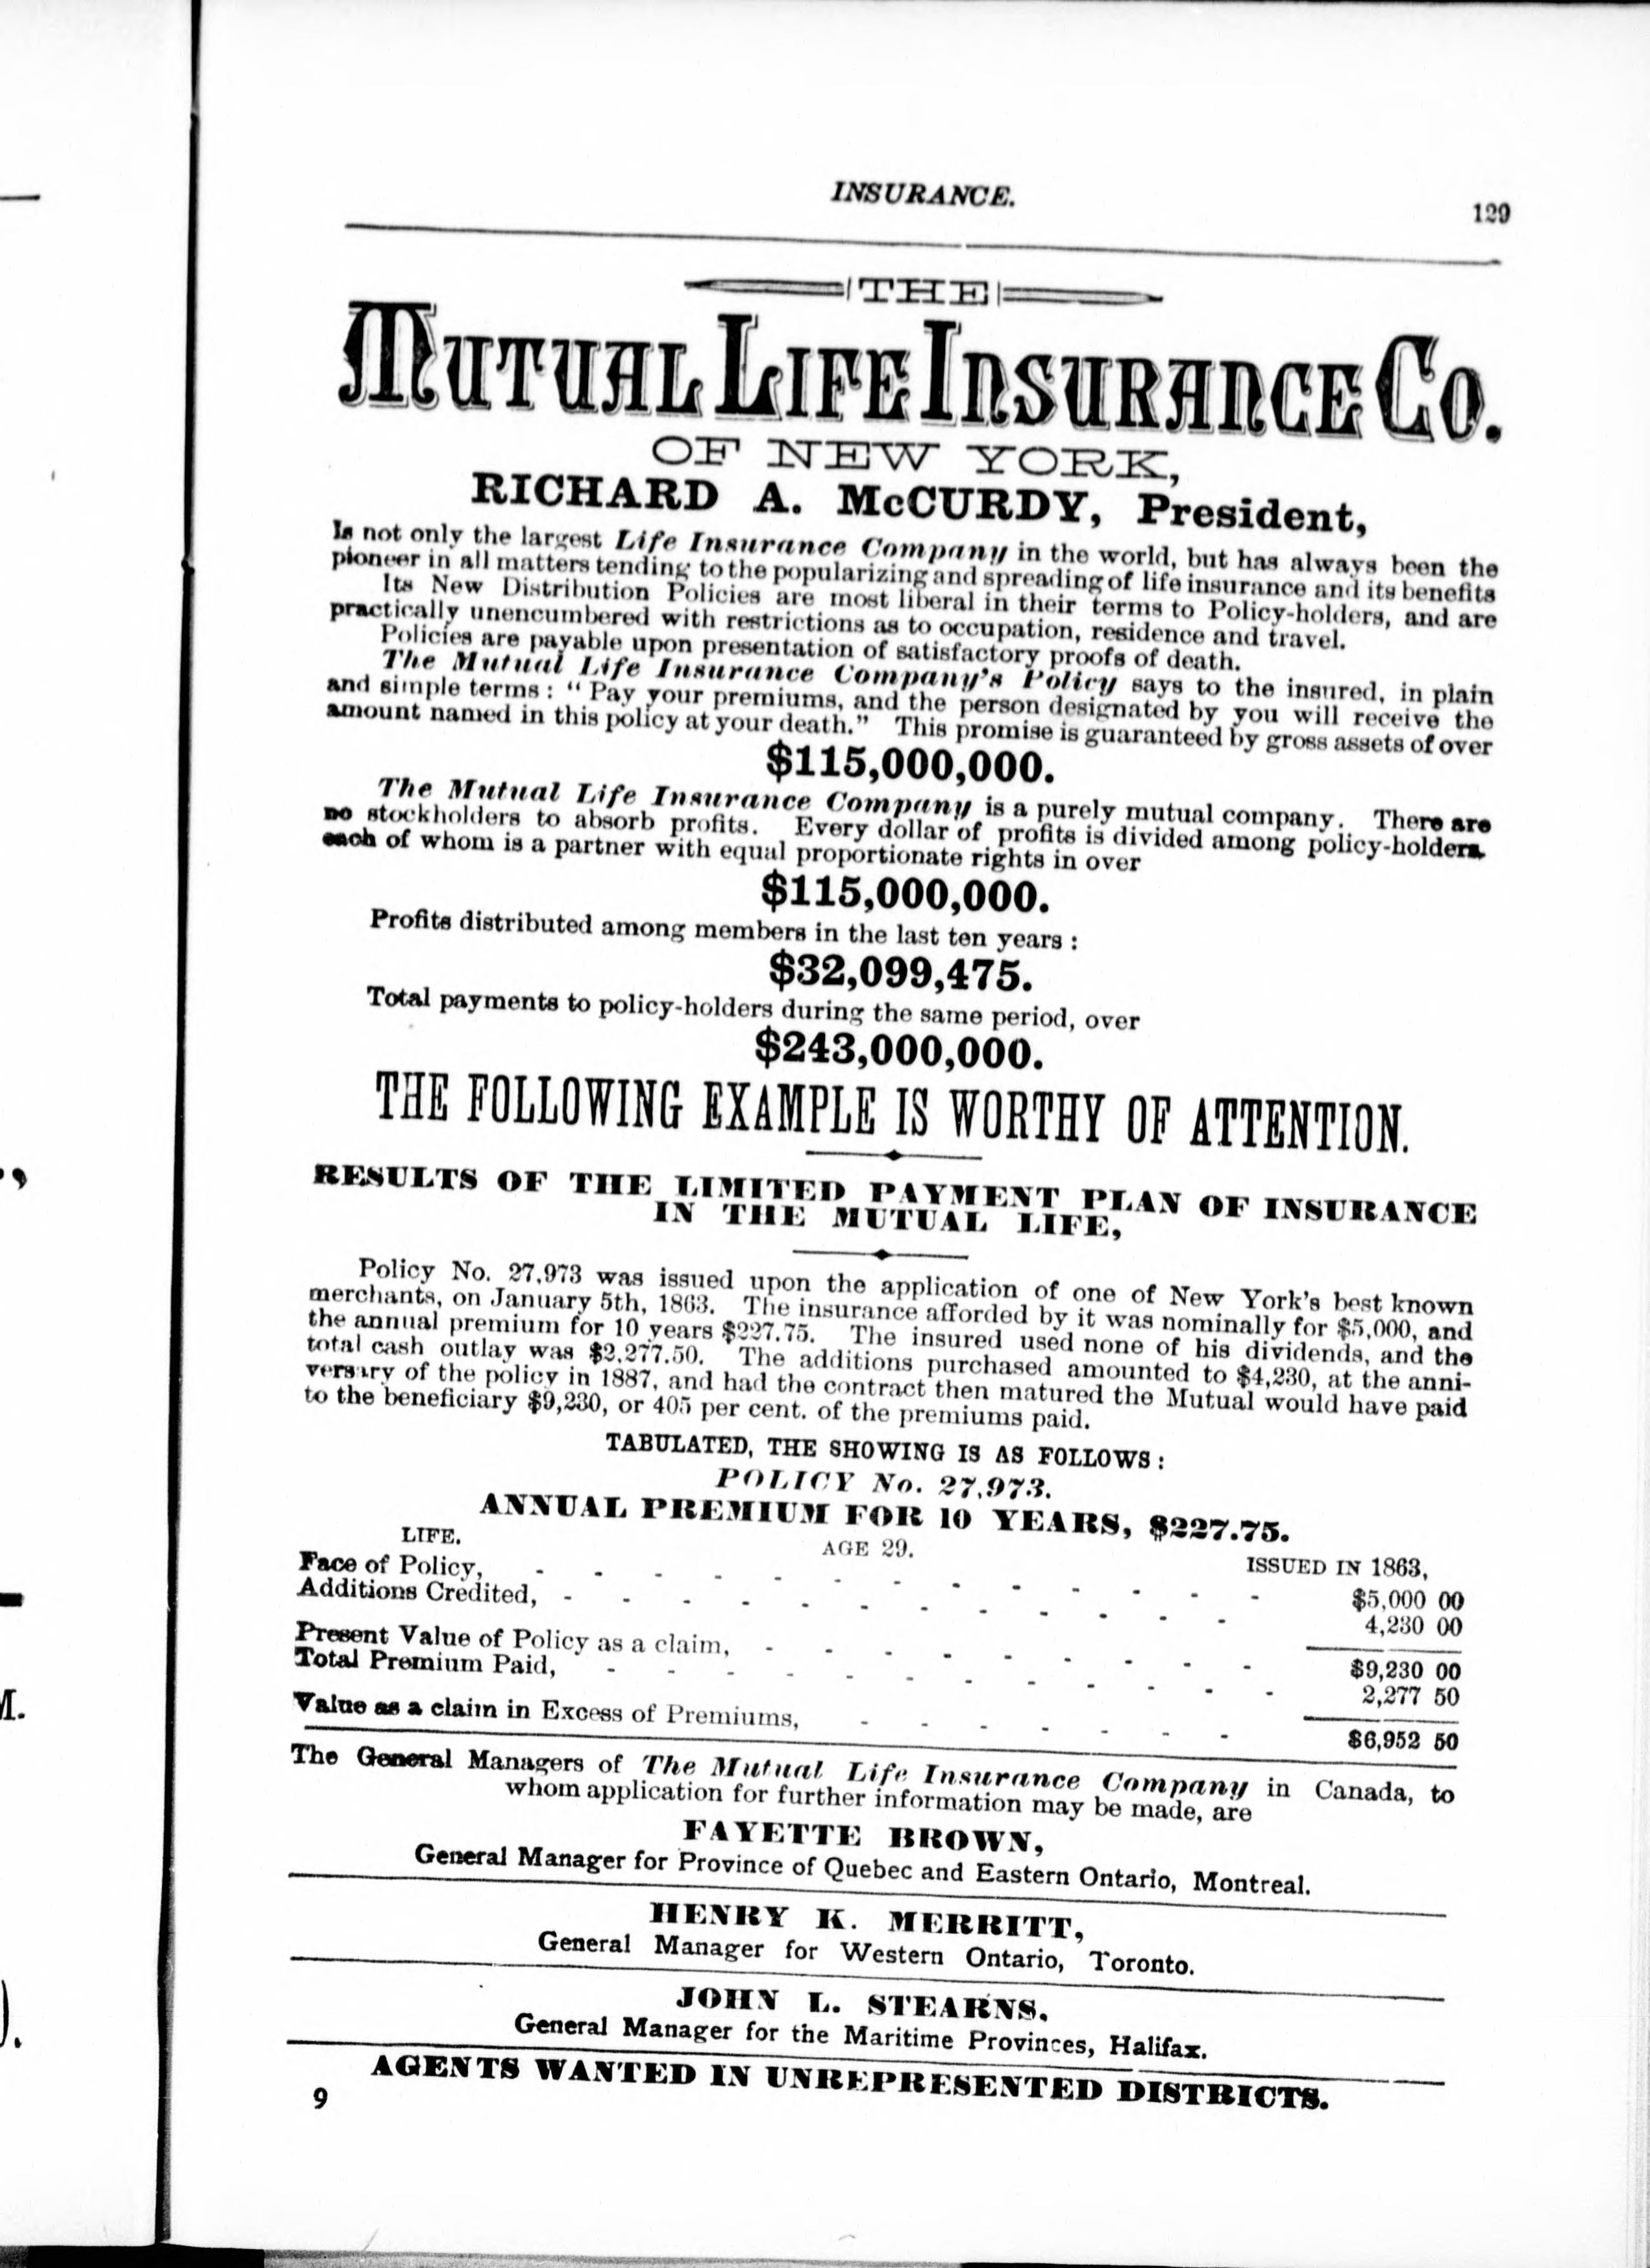 INSURANCE.
129
THE
MUTUAL LIFE INSURANCE CO.
OF NEW YORK,
RICHARD A. McCURDY, President,
Is not only the largest Life Insurance Company in the world, but has always been the
pioneer in all matters tending to the popularizing and spreading of life insurance and its benefits
Its New Distribution Policies are most liberal in their terms to Policy-holders, and are
practically unencumbered with restrictions as to occupation, residence and travel.
Policies are payable upon presentation of satisfactory proofs of death.
The Mutual Life Insurance Company's Policy says to the insured, in plain
and simple terms: "Pay your premiums, and the person designated by you will receive the
amount named in this policy at your death." This promise is guaranteed by gross assets of over
$115,000,000.
The Mutual Life Insurance Company is a purely mutual company. There are
no stockholders to absorb profits. Every dollar of profits is divided among policy-holders,
each of whom is a partner with equal proportionate rights in over
$115,000,000.
Profits distributed among members in the last ten years :
$32,099,475.
Total payments to policy-holders during the same period, over
$243,000,000.
THE FOLLOWING EXAMPLE IS WORTHY OF ATTENTION.
RESULTS OF THE LIMITED PAYMENT PLAN OF INSURANCE
IN THE MUTUAL LIFE,
Policy No. 27,973 was issued upon the application of one of New York's best known
merchants, on January 5th, 1863. The insurance afforded by it was nominally for $5,000, and
the annual premium for 10 years $227.75. The insured used none of his dividends, and the
total cash outlay was $2,277.50. The additions purchased amounted to $4,230, at the anni-
versary of the policy in 1887, and had the contract then matured the Mutual would have paid
to the beneficiary $9,230, or 405 per cent. of the premiums paid.
TABULATED, THE SHOWING IS AS FOLLOWS :
POLICY No. 27,973.
ANNUAL PREMIUM FOR 10 YEARS, $227.75.
LIFE. AGE 29. ISSUED IN 1863,
Face of Policy, - - - - - - - - - - - - - $5,000 00
Additions Credited, - - - - - - - - - - - - 4,230 00
Present Value of Policy as a claim, - - - - - - - - - $9,230 00
Total Premium Paid, - - - - - - - - - - - - 2,277 50
Value as a claim in Excess of Premiums, - - - - - - - $6,952 50
The General Managers of The Mutual Life Insurance Company in Canada, to
whom application for further information may be made, are
FAYETTE BROWN,
General Manager for Province of Quebec and Eastern Ontario, Montreal.
HENRY K. MERRITT,
General Manager for Western Ontario, Toronto.
JOHN L. STEARNS,
General Manager for the Maritime Provinces, Halifax.
AGENTS WANTED IN UNREPRESENTED DISTRICTS.
9